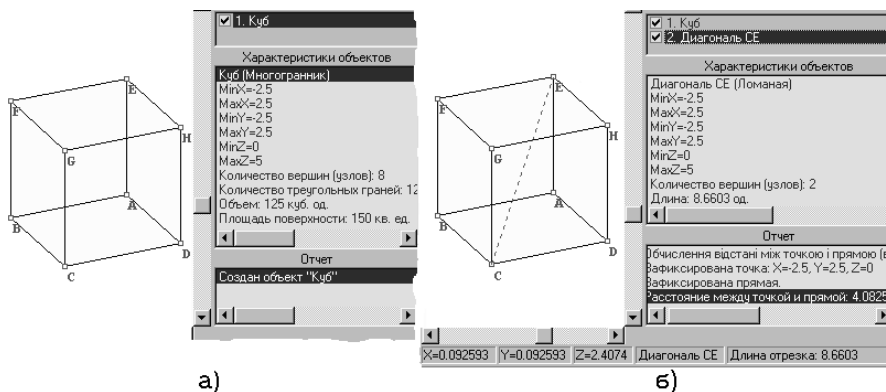 1. Куб
Характеристики объектов
Куб (Многогранник)
MinX=-2.5
MaxX=2.5
MinY=-2.5
MaxY=2.5
MinZ=0
MaxZ=5
Количество вершин (узлов): 8
Количество треугольных граней: 12
Объем: 125 куб. од.
Площадь поверхности: 150 кв. ед.
Отчет
Создан объект "Куб"
E
F
H
G
A
B
D
C
а)
1. Куб
2. Диагональ CE
Характеристики объектов
Диагональ CE (Ломаная)
MinX=-2.5
MaxX=2.5
MinY=-2.5
MaxY=2.5
MinZ=0
MaxZ=5
Количество вершин (узлов): 2
Длина: 8.6603 од.
Отчет
Обчислення відстані між точкою і прямою (в
Зафиксирована точка: X=-2.5, Y=2.5, Z=0
Зафиксирована прямая.
Расстояние между точкой и прямой: 4.0825
E
F
H
G
A
B
D
C
X=0.092593 Y=0.092593 Z=2.4074 Диагональ CE Длина отрезка: 8.6603
б)